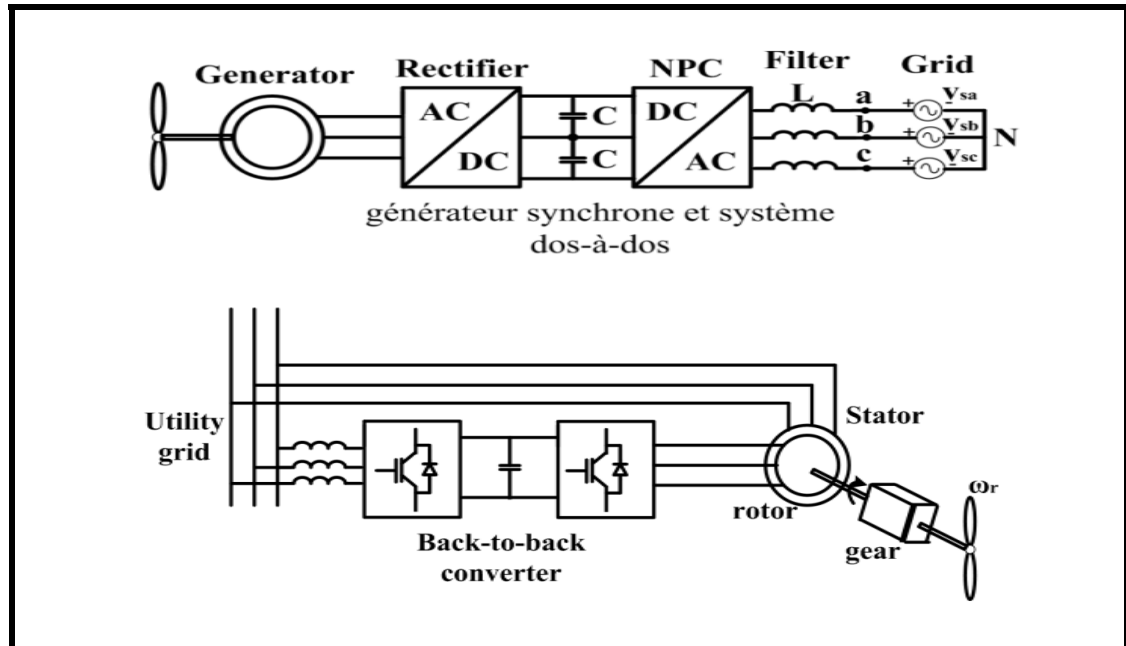 Generator
Rectifier
NPC
Filter
Grid
AC
DC
C
C
DC
AC
L
a
b
c
+
+
+
vsa
vsb
vsc
N
générateur synchrone et système
dos-à-dos
Utility
grid
Stator
rotor
ωr
gear
Back-to-back
converter